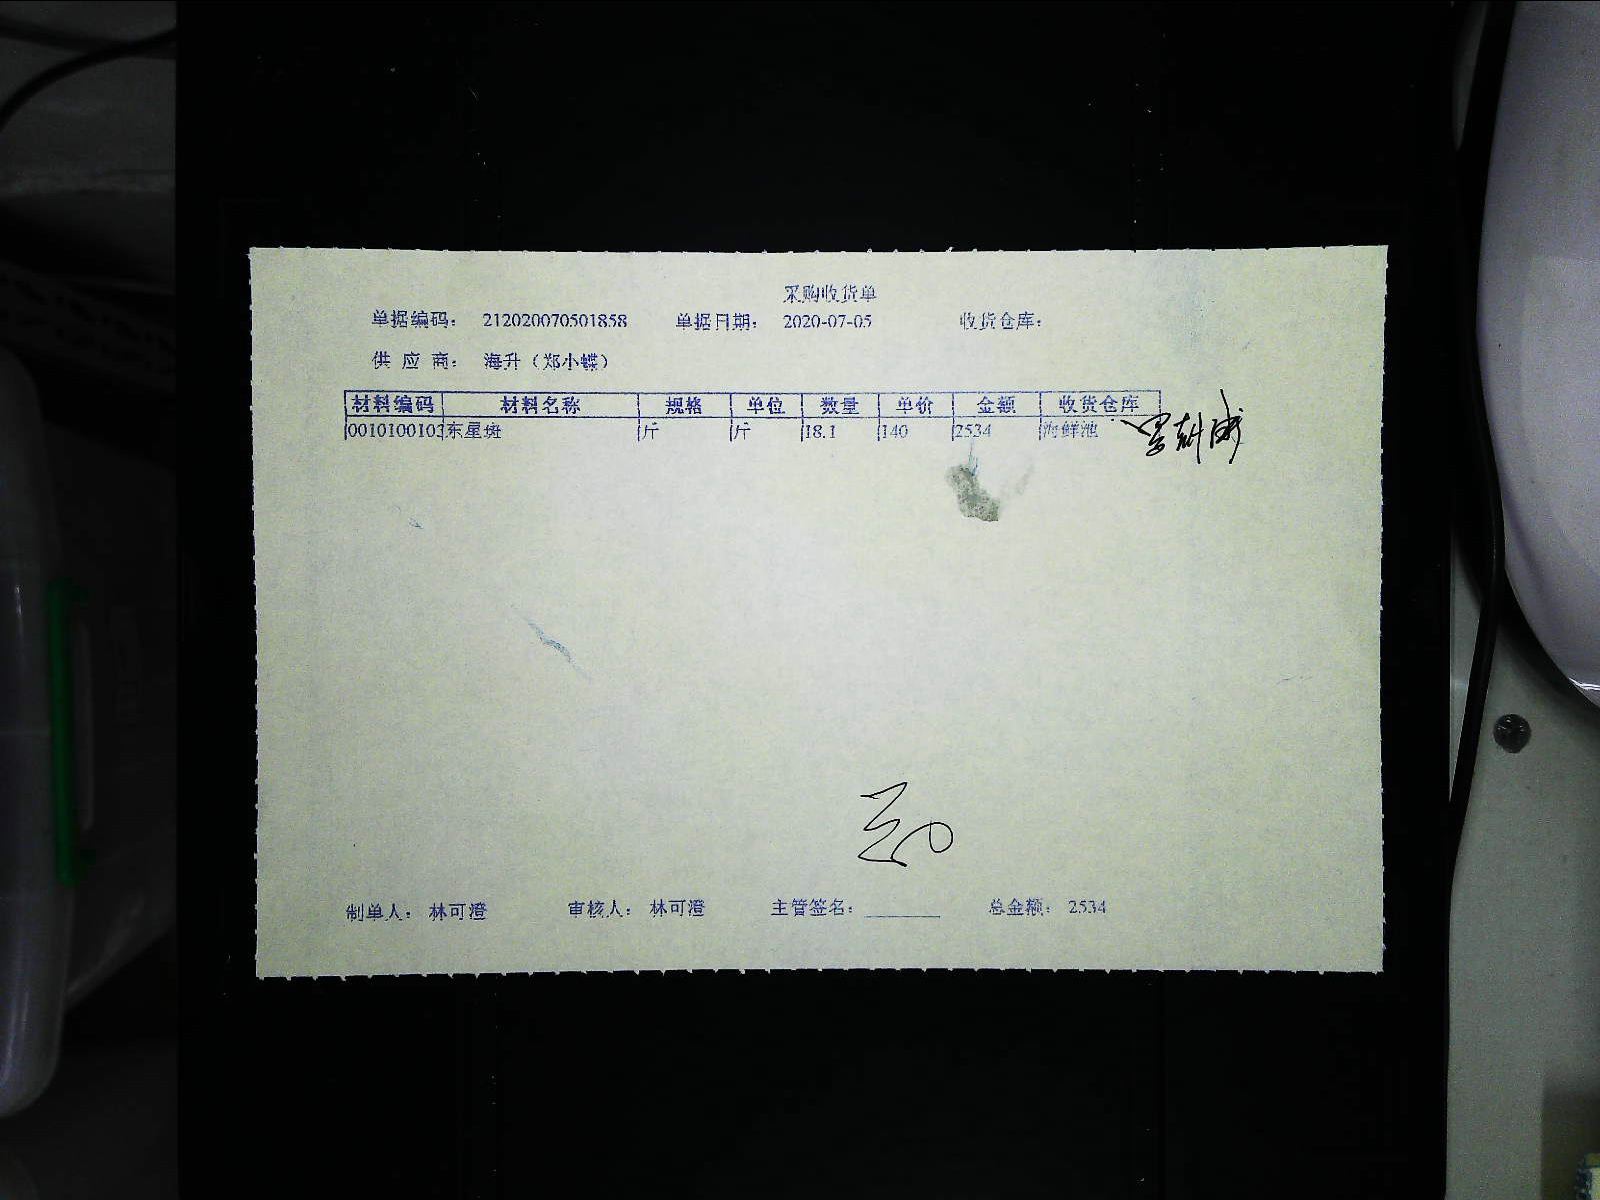 采购收货单
单据编码： 212020070501858 单据日期： 2020-07-05 收货仓库：
供 应 商： 海升（郑小蝶）
材料编码 材料名称 规格 单位 数量 单价 金额 收货仓库
0010100103 东星斑 斤 斤 18.1 140 2534 海鲜池
制单人： 林可澄 审核人： 林可澄 主管签名： 总金额： 2534